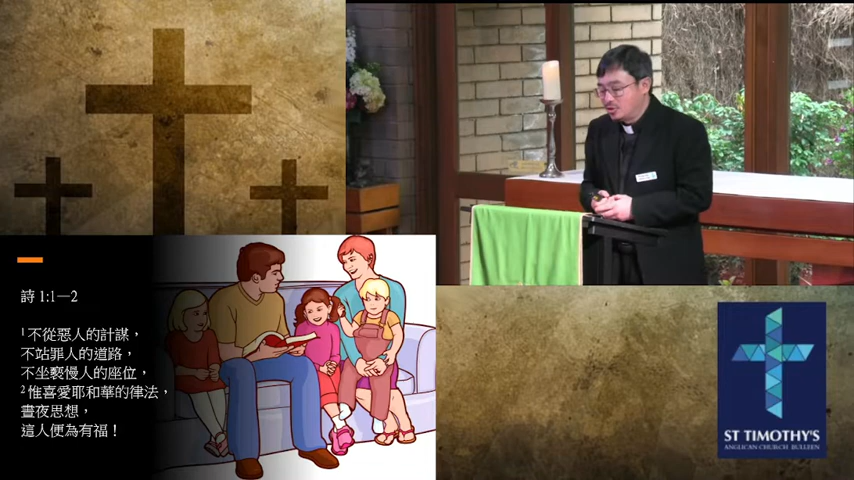 詩 1:1—2
1不從惡人的計謀，
不站罪人的道路，
不坐褻慢人的座位，
2惟喜愛耶和華的律法，
晝夜思想，
這人便為有福！
ST TIMOTHY'S
ANGLICAN CHURCH BULLEEN